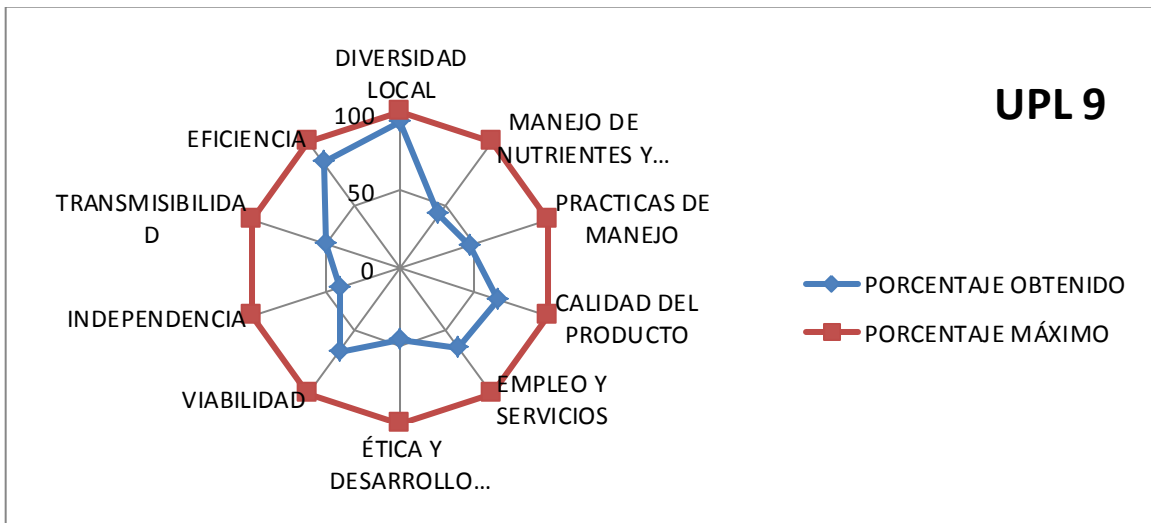 UPL 9
DIVERSIDAD
LOCAL
MANEJO DE
NUTRIENTES Y...
PRACTICAS DE
MANEJO
CALIDAD DEL
PRODUCTO
EMPLEO Y
SERVICIOS
ÉTICA Y
DESARROLLO...
VIABILIDAD
INDEPENDENCIA
TRANSMISIBILIDA
D
EFICIENCIA
100
50
0
PORCENTAJE OBTENIDO
PORCENTAJE MÁXIMO